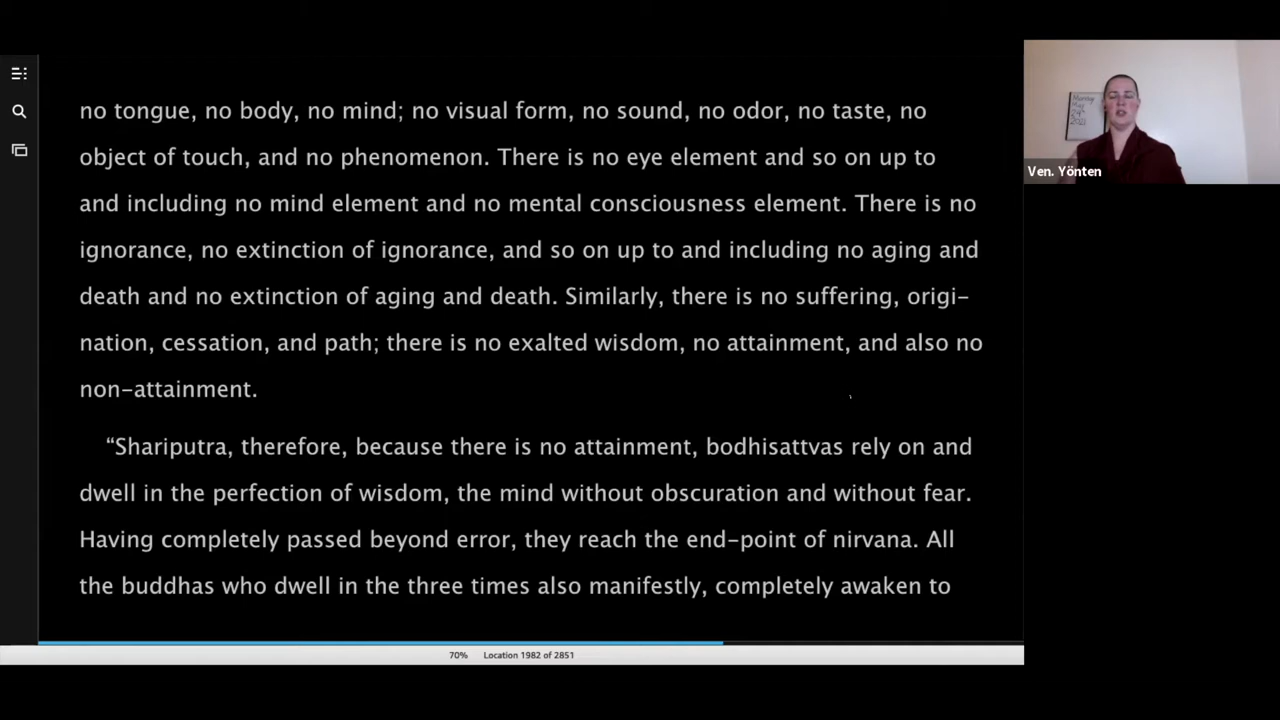 no tongue, no body, no mind; no visual form, no sound, no odor, no taste, no
object of touch, and no phenomenon. There is no eye element and so on up to
and including no mind element and no mental consciousness element. There is no
ignorance, no extinction of ignorance, and so on up to and including no aging and
death and no extinction of aging and death. Similarly, there is no suffering, origi-
nation, cessation, and path; there is no exalted wisdom, no attainment, and also no
non-attainment.
“Shariputra, therefore, because there is no attainment, bodhisattvas rely on and
dwell in the perfection of wisdom, the mind without obscuration and without fear.
Having completely passed beyond error, they reach the end-point of nirvana. All
the buddhas who dwell in the three times also manifestly, completely awaken to
70% Location 1982 of 2851
Monday
May
24th
2021
Ven. Yönten